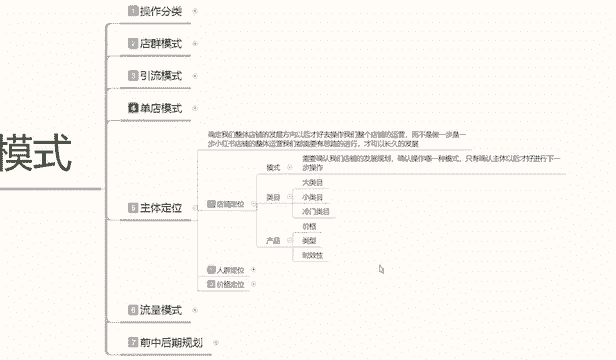 1 操作分类
2 店群模式
3 引流模式
4 单店模式
模式
确定我们整体店铺的发展方向以后才好去操作我们整个店铺的运营，而不是做一步是一
步小红书店铺的整体运营我们都需要有思路的进行，才可以长久的发展
需要确认我们店铺的发展规划，确认操作哪一种模式，只有确认主体以后才好进行下一
步操作
模式
大类目
类目
小类目
冷门类目
5 主体定位
1 店铺定位
价格
产品
类型
时效性
2 人群定位
3 价格定位
6 流量模式
7 前中后期规划